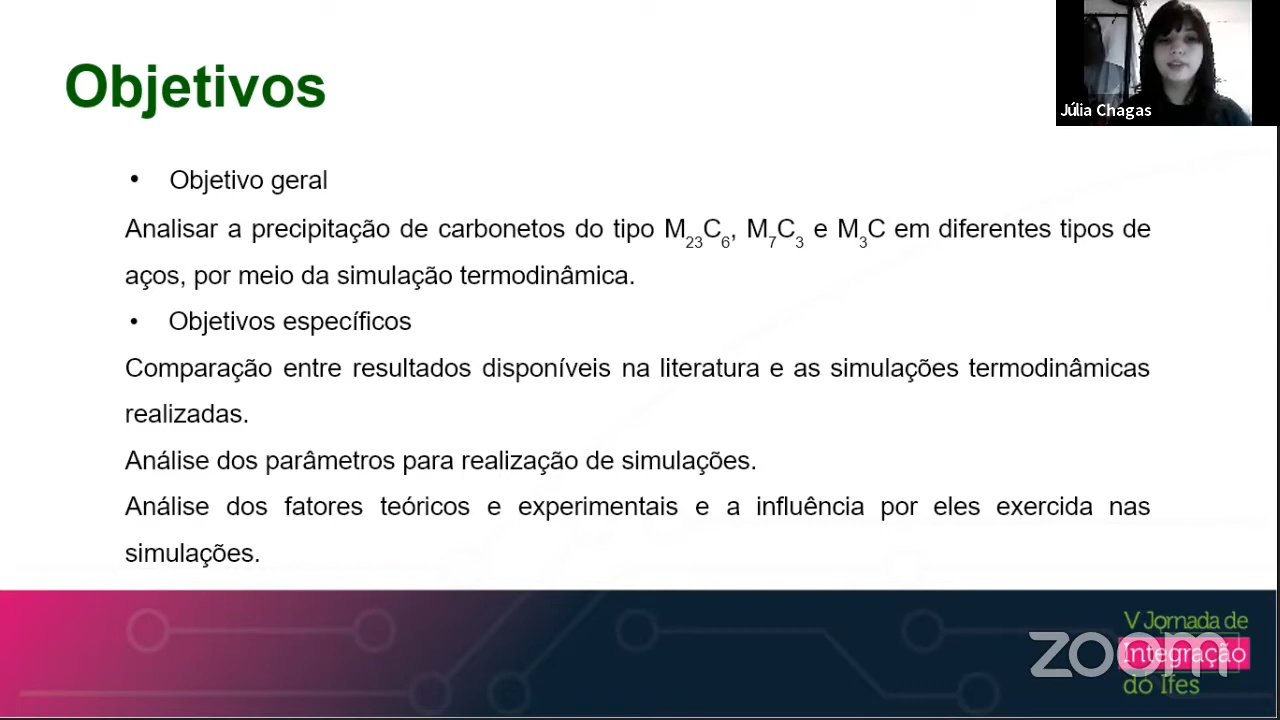 Objetivos
Júlia Chagas
• Objetivo geral
Analisar a precipitação de carbonetos do tipo M₂₃C₆, M₇C₃ e M₃C em diferentes tipos de
aços, por meio da simulação termodinâmica.
• Objetivos específicos
Comparação entre resultados disponíveis na literatura e as simulações termodinâmicas
realizadas.
Análise dos parâmetros para realização de simulações.
Análise dos fatores teóricos e experimentais e a influência por eles exercida nas
simulações.
V Jornada de
Integração
do Ifes
zoom